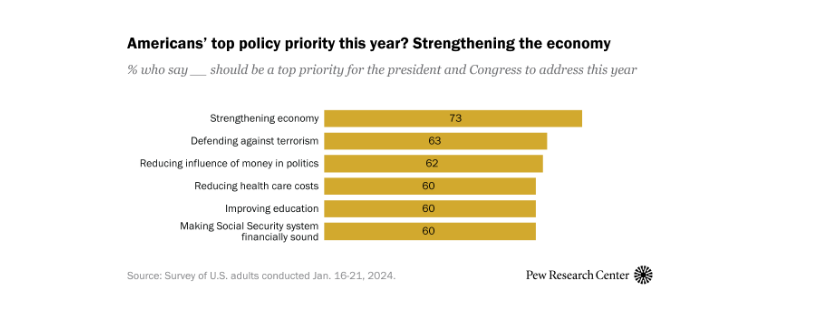 Americans' top policy priority this year? Strengthening the economy
% who say __ should be a top priority for the president and Congress to address this year
Strengthening economy 73
Defending against terrorism 63
Reducing influence of money in politics 62
Reducing health care costs 60
Improving education 60
Making Social Security system
financially sound 60
Source: Survey of U.S. adults conducted Jan. 16-21, 2024.
Pew Research Center